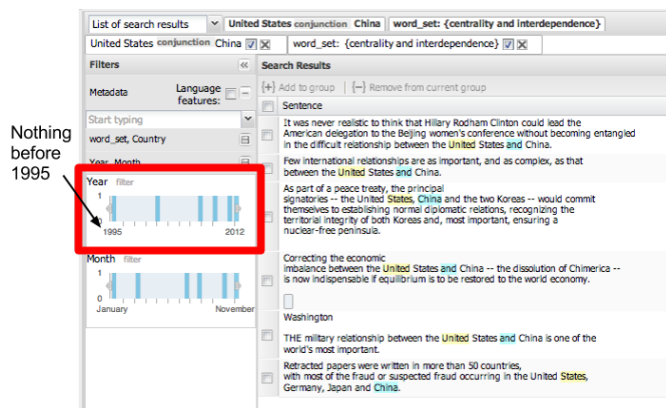 List of search results
United States conjunction China
word_set: {centrality and interdependence}
United States conjunction China
word_set: {centrality and interdependence}
Filters
Search Results
Metadata
Language
features:
{+} Add to group | {−} Remove from current group
Start typing
Sentence
word_set, Country
Year, Month
Nothing
before
1995
Year filter
1
0
1995
2012
Month filter
1
0
January
November
It was never realistic to think that Hillary Rodham Clinton could lead the
American delegation to the Beijing women's conference without becoming entangled
in the difficult relationship between the United States and China.
Few international relationships are as important, and as complex, as that
between the United States and China.
As part of a peace treaty, the principal
signatories -- the United States, China and the two Koreas -- would commit
themselves to establishing normal diplomatic relations, recognizing the
territorial integrity of both Koreas and, most important, ensuring a
nuclear-free peninsula.
Correcting the economic
imbalance between the United States and China -- the dissolution of Chimerica --
is now indispensable if equilibrium is to be restored to the world economy.
Washington
THE military relationship between the United States and China is one of the
world's most important.
Retracted papers were written in more than 50 countries,
with most of the fraud or suspected fraud occurring in the United States,
Germany, Japan and China.